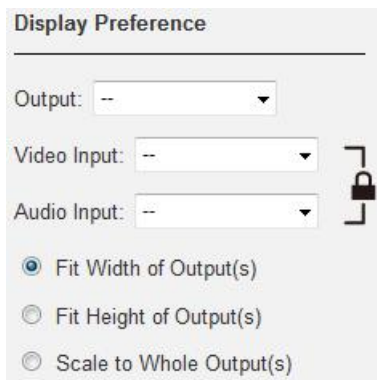 Display Preference
Output: --
Video Input: --
Audio Input: --
Fit Width of Output(s)
Fit Height of Output(s)
Scale to Whole Output(s)